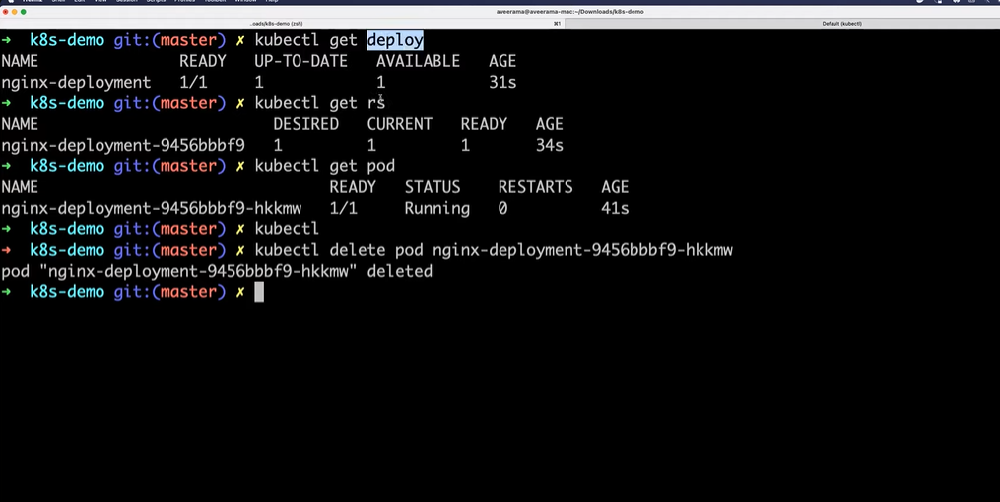 aveerama@aveerama-mac:~/Downloads/k8s-demo
..oads/k8s-demo (zsh) ⌘1 Default (kubectl)
➜ k8s-demo git:(master) ✗ kubectl get deploy
NAME READY UP-TO-DATE AVAILABLE AGE
nginx-deployment 1/1 1 1 31s
➜ k8s-demo git:(master) ✗ kubectl get rs
NAME DESIRED CURRENT READY AGE
nginx-deployment-9456bbbf9 1 1 1 34s
➜ k8s-demo git:(master) ✗ kubectl get pod
NAME READY STATUS RESTARTS AGE
nginx-deployment-9456bbbf9-hkkmw 1/1 Running 0 41s
➜ k8s-demo git:(master) ✗ kubectl
➜ k8s-demo git:(master) ✗ kubectl delete pod nginx-deployment-9456bbbf9-hkkmw
pod "nginx-deployment-9456bbbf9-hkkmw" deleted
➜ k8s-demo git:(master) ✗